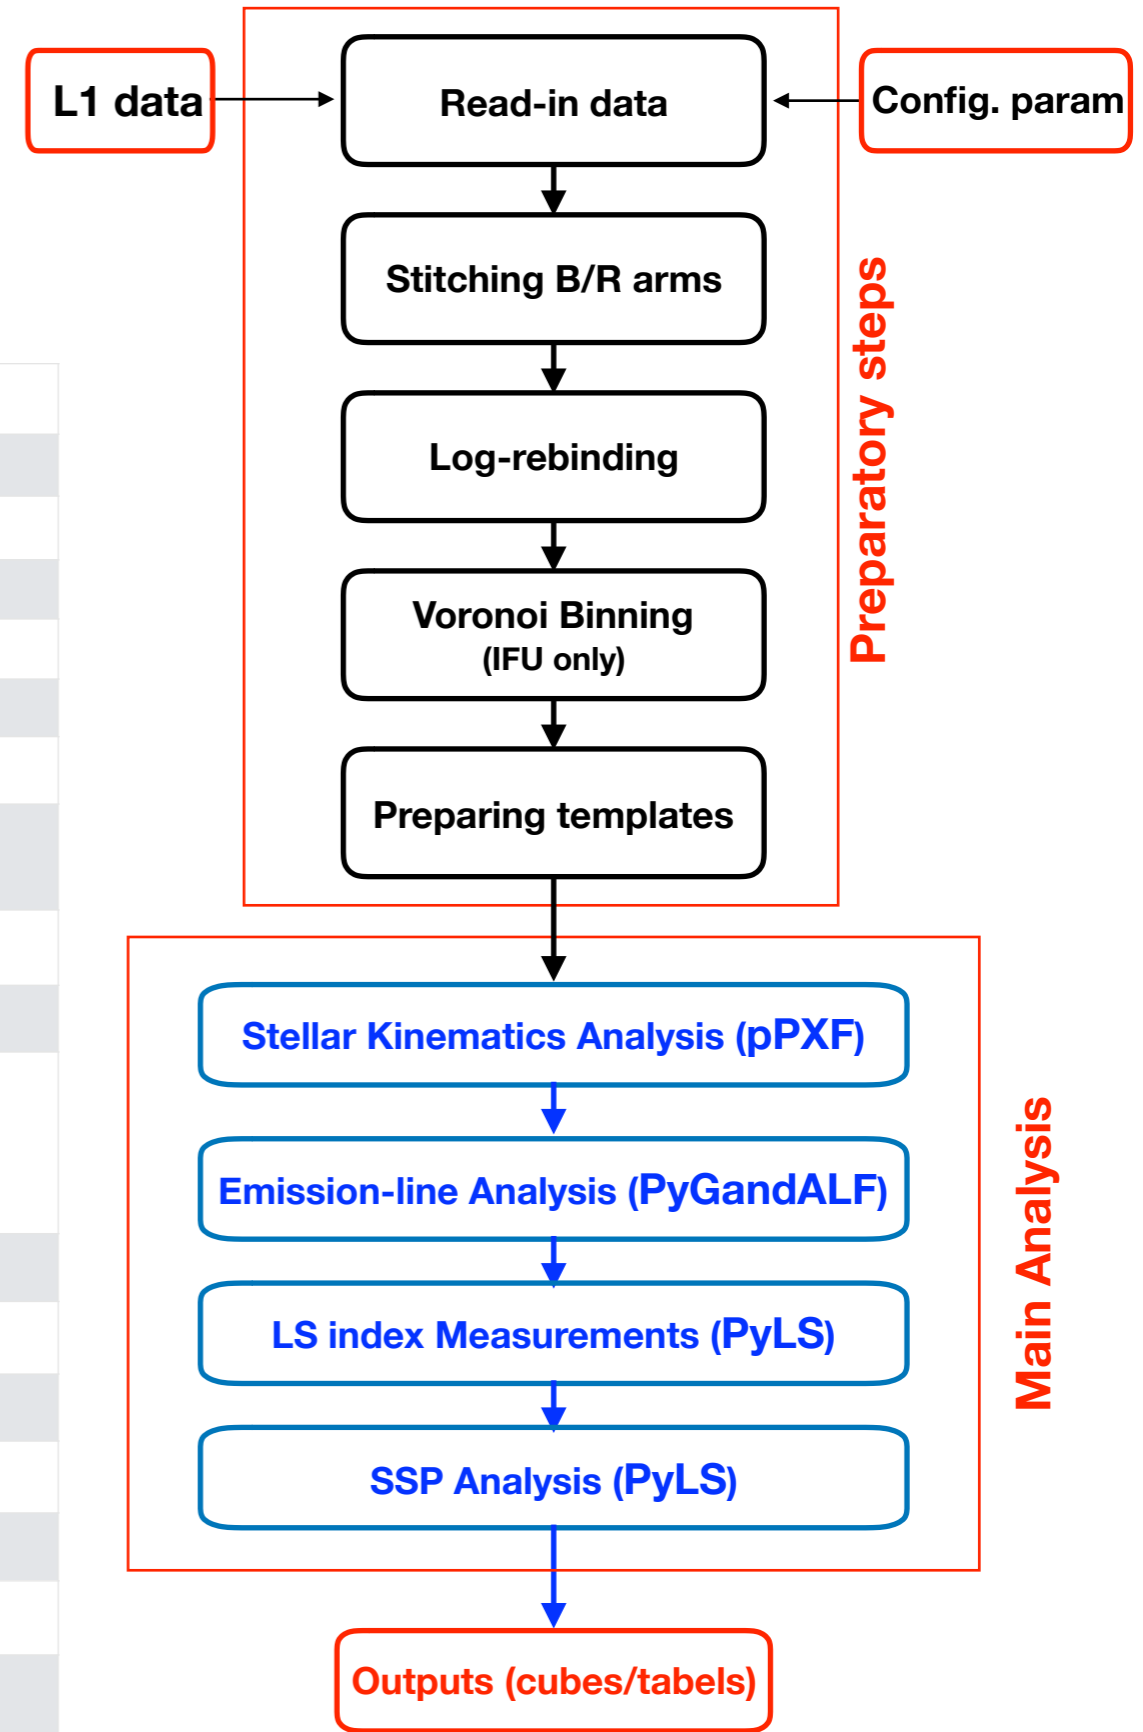 L1 data
Read-in data
Config. param
Stitching B/R arms
Log-rebinding
Voronoi Binning
(IFU only)
Preparing templates
Preparatory steps
Stellar Kinematics Analysis (pPXF)
Emission-line Analysis (PyGandALF)
LS index Measurements (PyLS)
SSP Analysis (PyLS)
Main Analysis
Outputs (cubes/tabels)